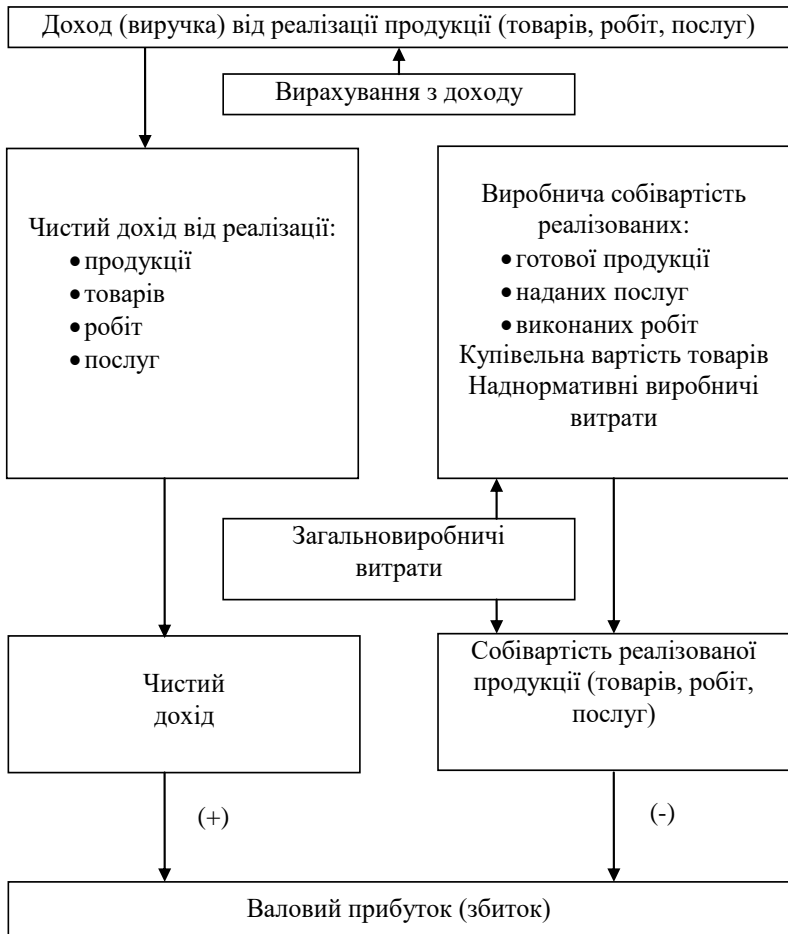 Доход (виручка) від реалізації продукції (товарів, робіт, послуг)
Вирахування з доходу
Чистий дохід від реалізації:
• продукції
• товарів
• робіт
• послуг
Виробнича собівартість
реалізованих:
• готової продукції
• наданих послуг
• виконаних робіт
Купівельна вартість товарів
Наднормативні виробничі
витрати
Загальновиробничі
витрати
Чистий
дохід
Собівартість реалізованої
продукції (товарів, робіт,
послуг)
(+)
(-)
Валовий прибуток (збиток)